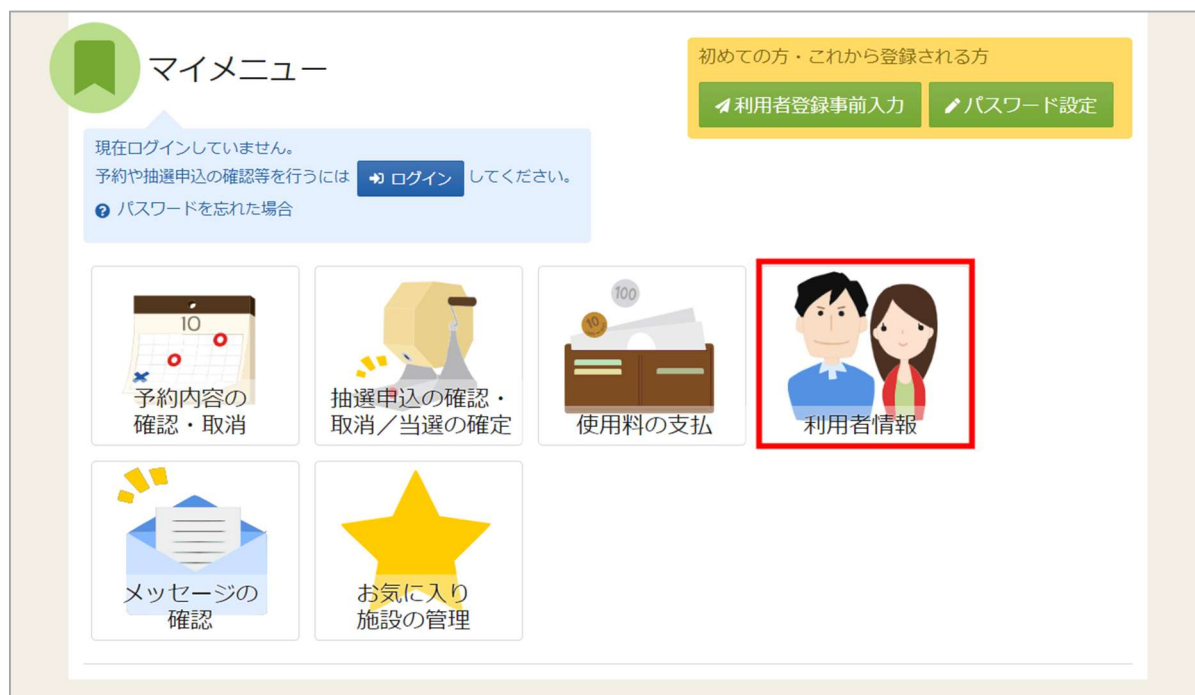 マイメニュー
初めての方・これから登録される方
利用者登録事前入力
パスワード設定
現在ログインしていません。
予約や抽選申込の確認等を行うには ログイン してください。
パスワードを忘れた場合
10
予約内容の
確認・取消
抽選申込の確認・
取消／当選の確定
100
10
使用料の支払
利用者情報
メッセージの
確認
お気に入り
施設の管理